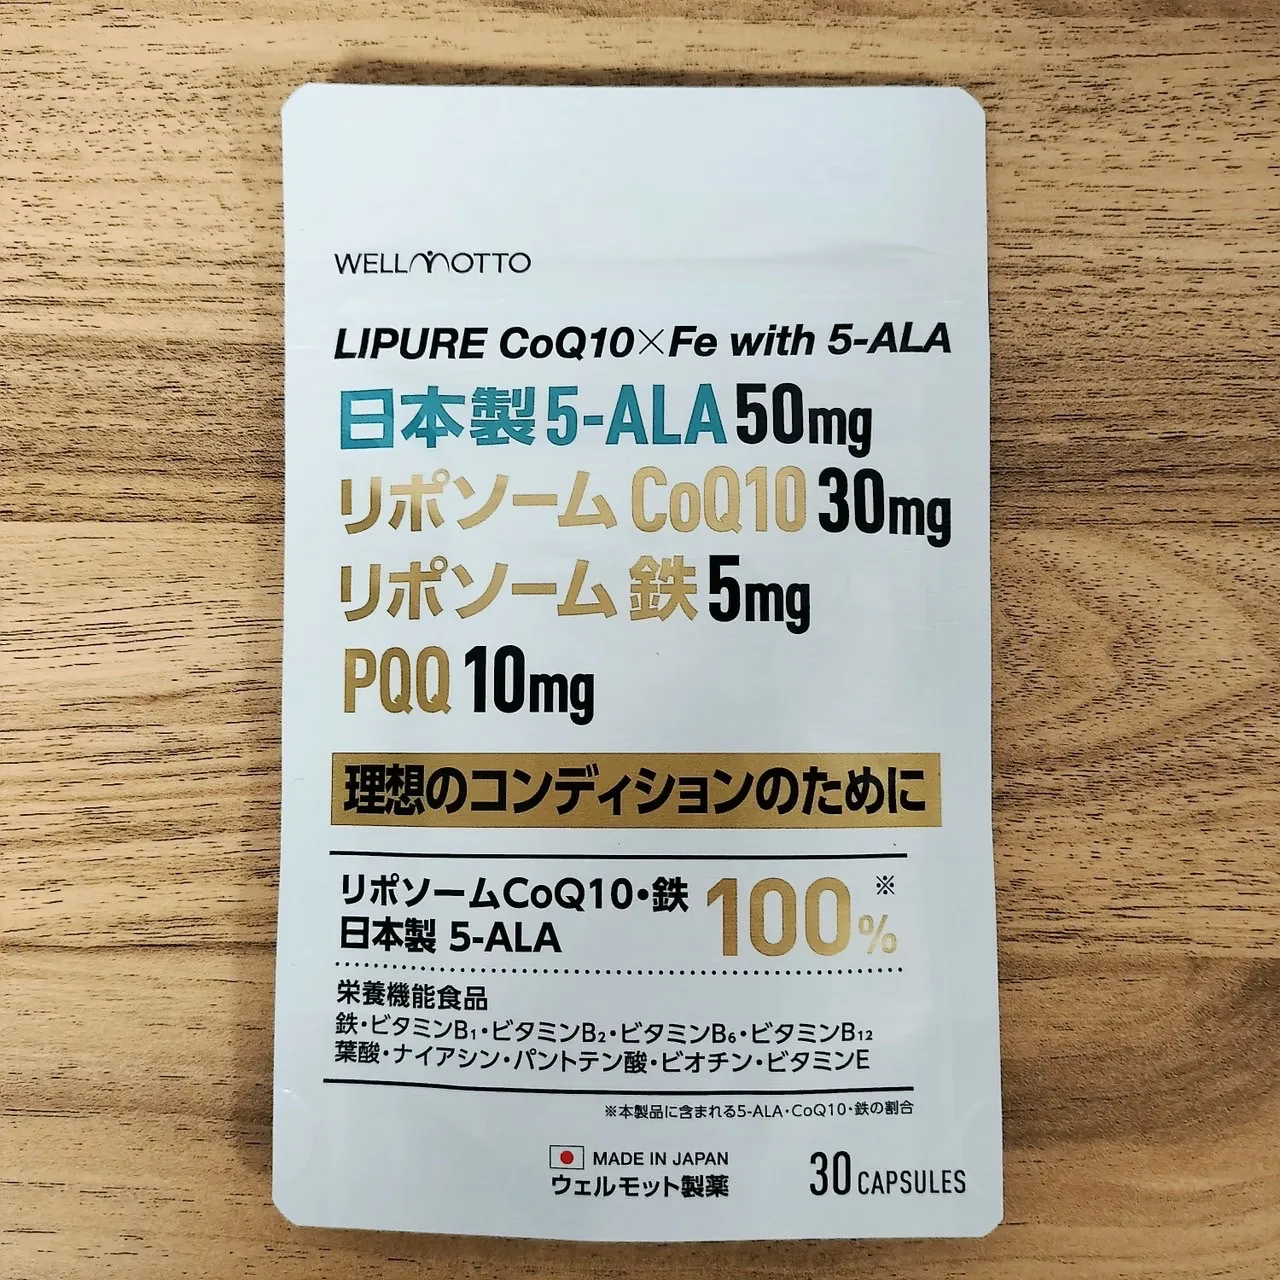 WELLMOTTO
LIPURE CoQ10×Fe with 5-ALA
日本製5-ALA 50mg
リポソームCoQ10 30mg
リポソーム鉄 5mg
PQQ 10mg
理想のコンディションのために
リポソームCoQ10・鉄
日本製 5-ALA
100%※
栄養機能食品
鉄・ビタミンB₁・ビタミンB₂・ビタミンB₆・ビタミンB₁₂
葉酸・ナイアシン・パントテン酸・ビオチン・ビタミンE
※本製品に含まれる5-ALA・CoQ10・鉄の割合
MADE IN JAPAN
ウェルモット製薬
30 CAPSULES